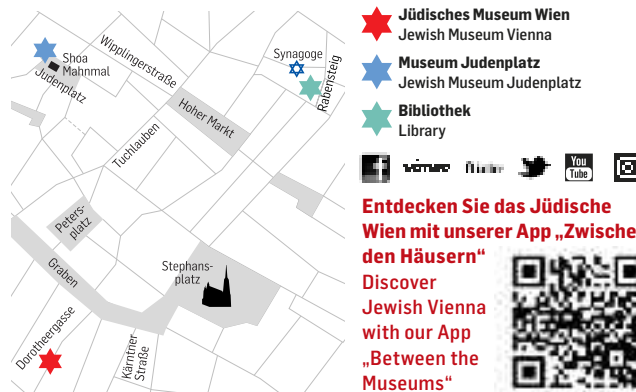 Shoa
Mahnmal
Judenplatz
Wipplingerstraße
Synagoge
Rabensteig
Hoher Markt
Tuchlauben
Peters-
platz
Graben
Stephans-
platz
Dorotheergasse
Kärntner
Straße
Jüdisches Museum Wien
Jewish Museum Vienna
Museum Judenplatz
Jewish Museum Judenplatz
Bibliothek
Library
f vimeo flickr You
Tube
Entdecken Sie das Jüdische
Wien mit unserer App „Zwische
den Häusern“
Discover
Jewish Vienna
with our App
„Between the
Museums“